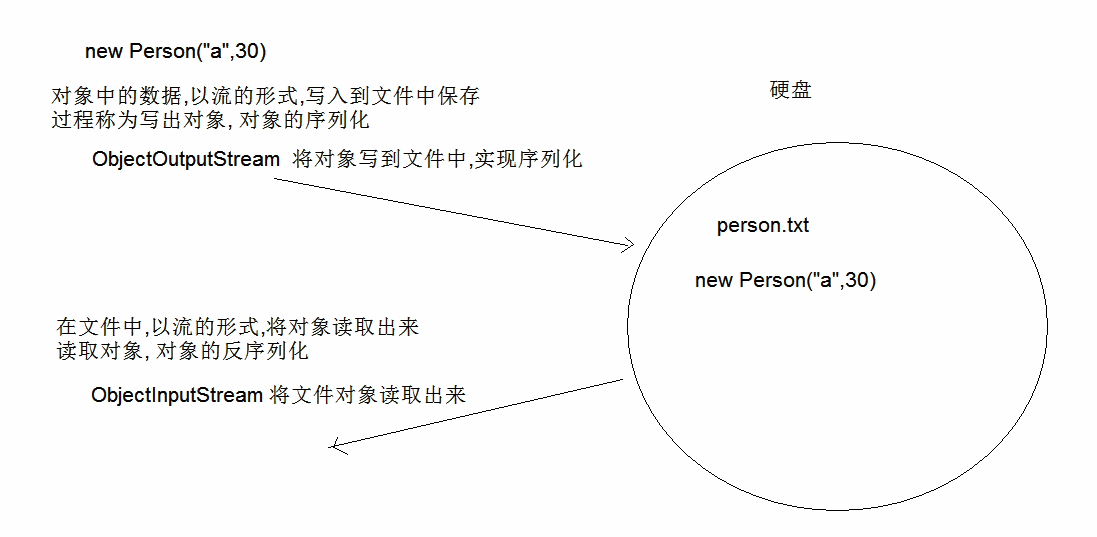 new Person("a",30)
对象中的数据,以流的形式,写入到文件中保存
过程称为写出对象, 对象的序列化
ObjectOutputStream 将对象写到文件中,实现序列化
硬盘
person.txt
new Person("a",30)
在文件中,以流的形式,将对象读取出来
读取对象, 对象的反序列化
ObjectInputStream 将文件对象读取出来